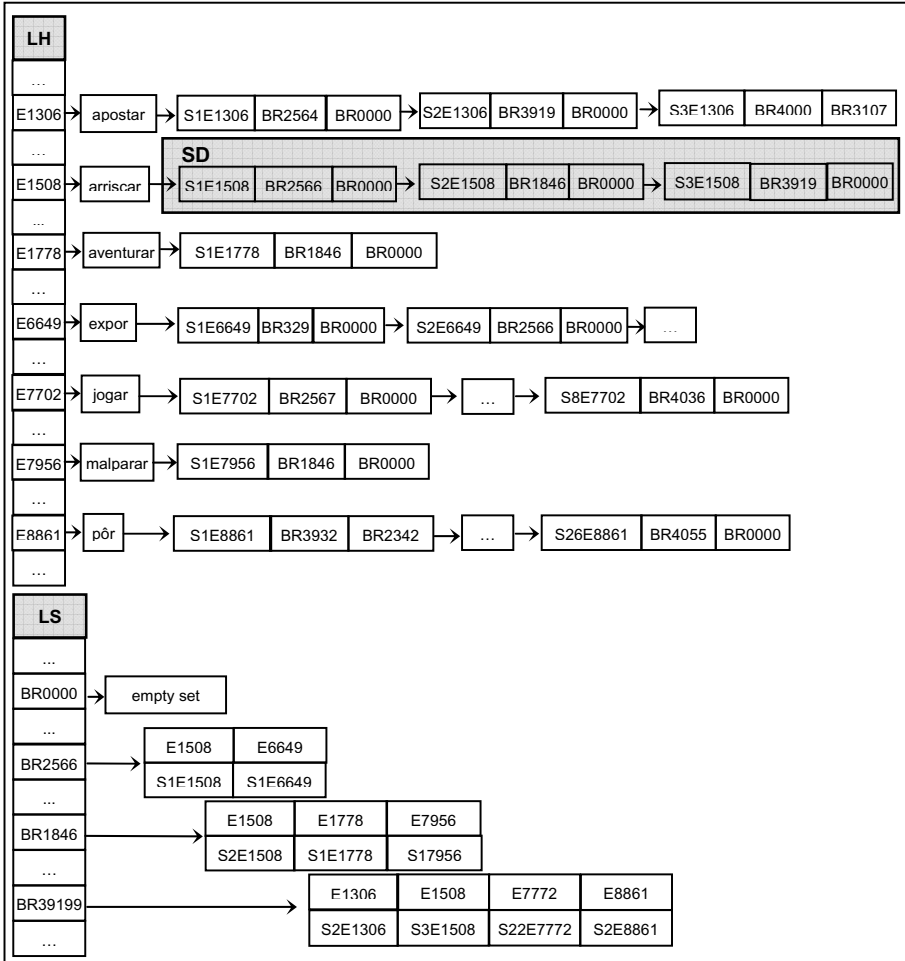 LH
...
E1306 apostar S1E1306 BR2564 BR0000 S2E1306 BR3919 BR0000 S3E1306 BR4000 BR3107
...
SD
E1508 arriscar S1E1508 BR2566 BR0000 S2E1508 BR1846 BR0000 S3E1508 BR3919 BR0000
...
E1778 aventurar S1E1778 BR1846 BR0000
...
E6649 expor S1E6649 BR329 BR0000 S2E6649 BR2566 BR0000 ...
...
E7702 jogar S1E7702 BR2567 BR0000 ... S8E7702 BR4036 BR0000
...
E7956 malparar S1E7956 BR1846 BR0000
...
E8861 pôr S1E8861 BR3932 BR2342 ... S26E8861 BR4055 BR0000
...
LS
...
BR0000 empty set
...
E1508 E6649
BR2566
S1E1508 S1E6649
...
E1508 E1778 E7956
BR1846
S2E1508 S1E1778 S17956
...
E1306 E1508 E7772 E8861
BR39199
S2E1306 S3E1508 S22E7772 S2E8861
...